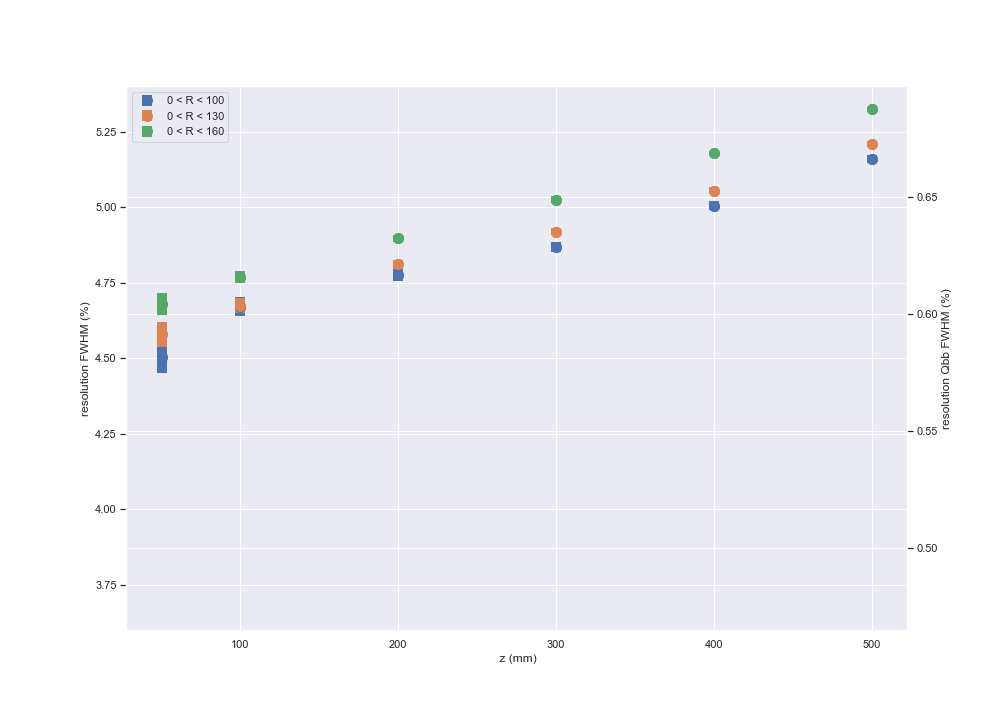 0 < R < 100
0 < R < 130
0 < R < 160
5.25
5.00
4.75
4.50
4.25
4.00
3.75
resolution FWHM (%)
0.65
0.60
0.55
0.50
resolution Qbb FWHM (%)
100
200
300
400
500
z (mm)